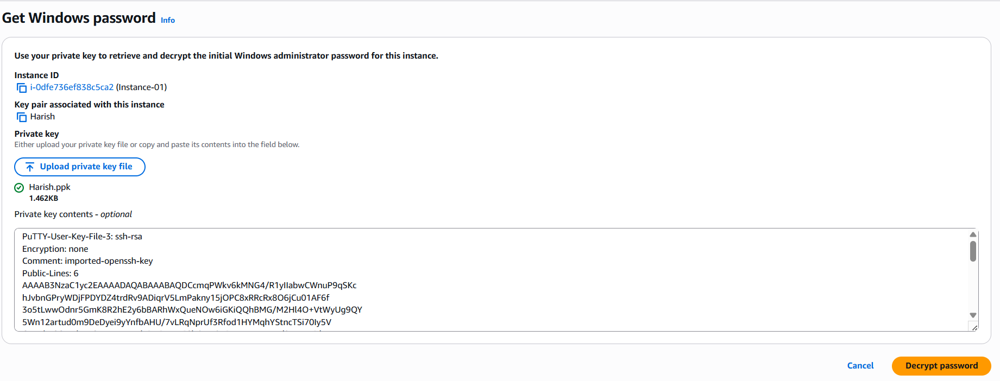 Get Windows password Info
Use your private key to retrieve and decrypt the initial Windows administrator password for this instance.
Instance ID
i-0dfe736ef838c5ca2 (Instance-01)
Key pair associated with this instance
Harish
Private key
Either upload your private key file or copy and paste its contents into the field below.
Upload private key file
Harish.ppk
1.462KB
Private key contents - optional
PuTTY-User-Key-File-3: ssh-rsa
Encryption: none
Comment: imported-openssh-key
Public-Lines: 6
AAAAB3NzaC1yc2EAAAADAQABAAABAQDCcmqPWkv6kMNG4/R1yIIabwCWnuP9qSKc
hJvbnGPryWDjFPDYDZ4trdRv9ADiqrV5LmPakny15jOPC8xRRcRx8O6jCu01AF6f
3o5tLwwOdnr5GmK8R2hE2y6bBARhWxQueNOw6iGKiQQhBMG/M2Hl4O+VtWyUg9QY
5Wn12artud0m9DeDyei9yYnfbAHU/7vLRqNprUf3Rfod1HYMqhYStncTSi70Iy5V
Cancel
Decrypt password